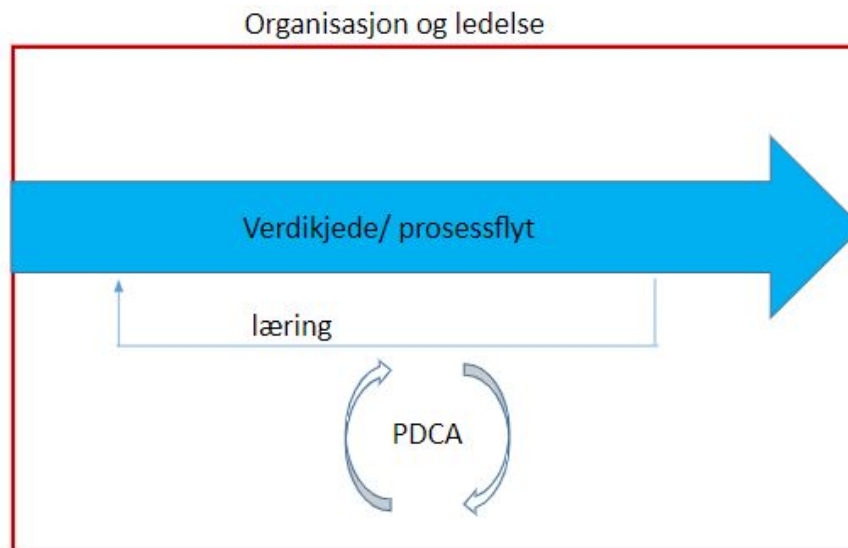 Organisasjon og ledelse
Verdikjede/ prosessflyt
læring
PDCA